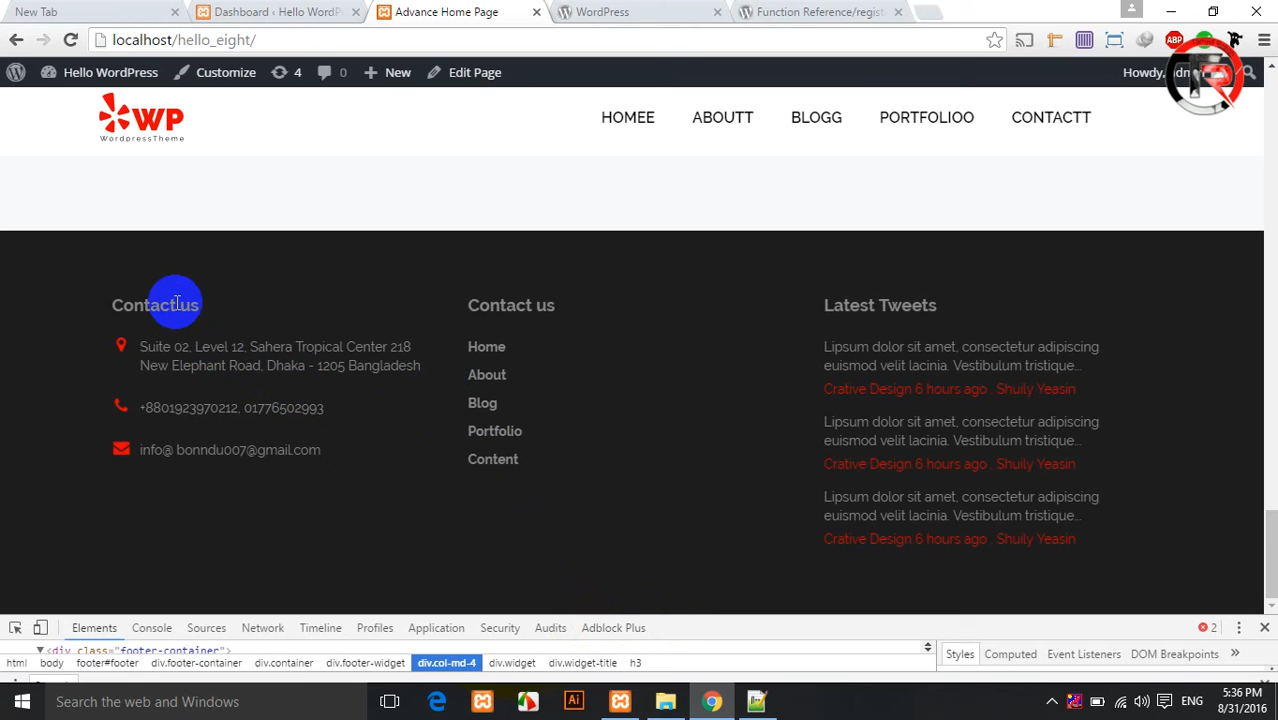 New Tab
Dashboard ‹ Hello WordP
Advance Home Page
WordPress
Function Reference/regist
localhost/hello_eight/
ABP
Hello WordPress
Customize
4
0
New
Edit Page
Howdy,
WP
WordpressTheme
HOMEE
ABOUTT
BLOGG
PORTFOLIOO
CONTACTT
Contact us
Suite 02, Level 12, Sahera Tropical Center 218
New Elephant Road, Dhaka - 1205 Bangladesh
+8801923970212, 01776502993
info@ bonndu007@gmail.com
Contact us
Home
About
Blog
Portfolio
Content
Latest Tweets
Lipsum dolor sit amet, consectetur adipiscing
euismod velit lacinia. Vestibulum tristique...
Crative Design 6 hours ago . Shuily Yeasin
Lipsum dolor sit amet, consectetur adipiscing
euismod velit lacinia. Vestibulum tristique...
Crative Design 6 hours ago . Shuily Yeasin
Lipsum dolor sit amet, consectetur adipiscing
euismod velit lacinia. Vestibulum tristique...
Crative Design 6 hours ago . Shuily Yeasin
Elements
Console
Sources
Network
Timeline
Profiles
Application
Security
Audits
Adblock Plus
2
<div class="footer-container">
Styles
Computed
Event Listeners
DOM Breakpoints
html
body
footer#footer
div.footer-container
div.container
div.footer-widget
div.col-md-4
div.widget
div.widget-title
h3
Search the web and Windows
Ai
ENG
5:36 PM
8/31/2016